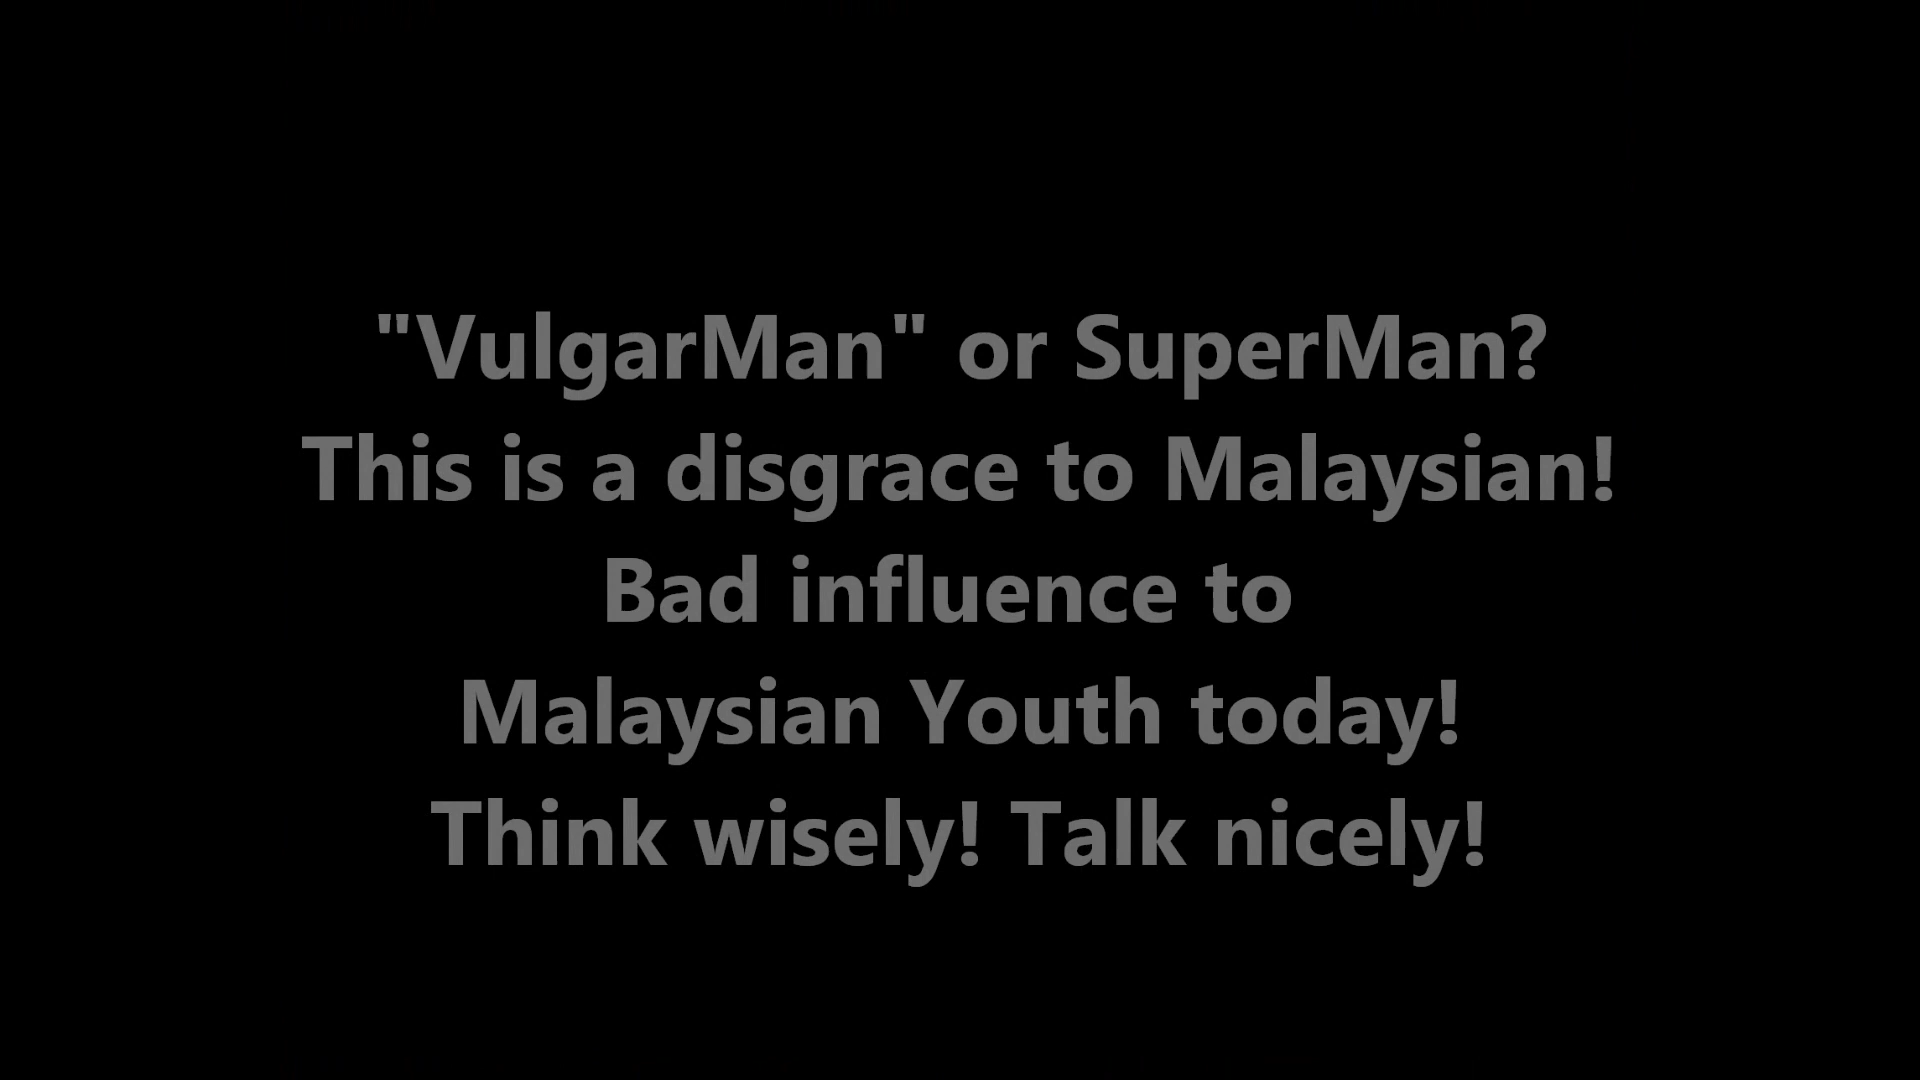 "VulgarMan" or SuperMan?
This is a disgrace to Malaysian!
Bad influence to
Malaysian Youth today!
Think wisely! Talk nicely!